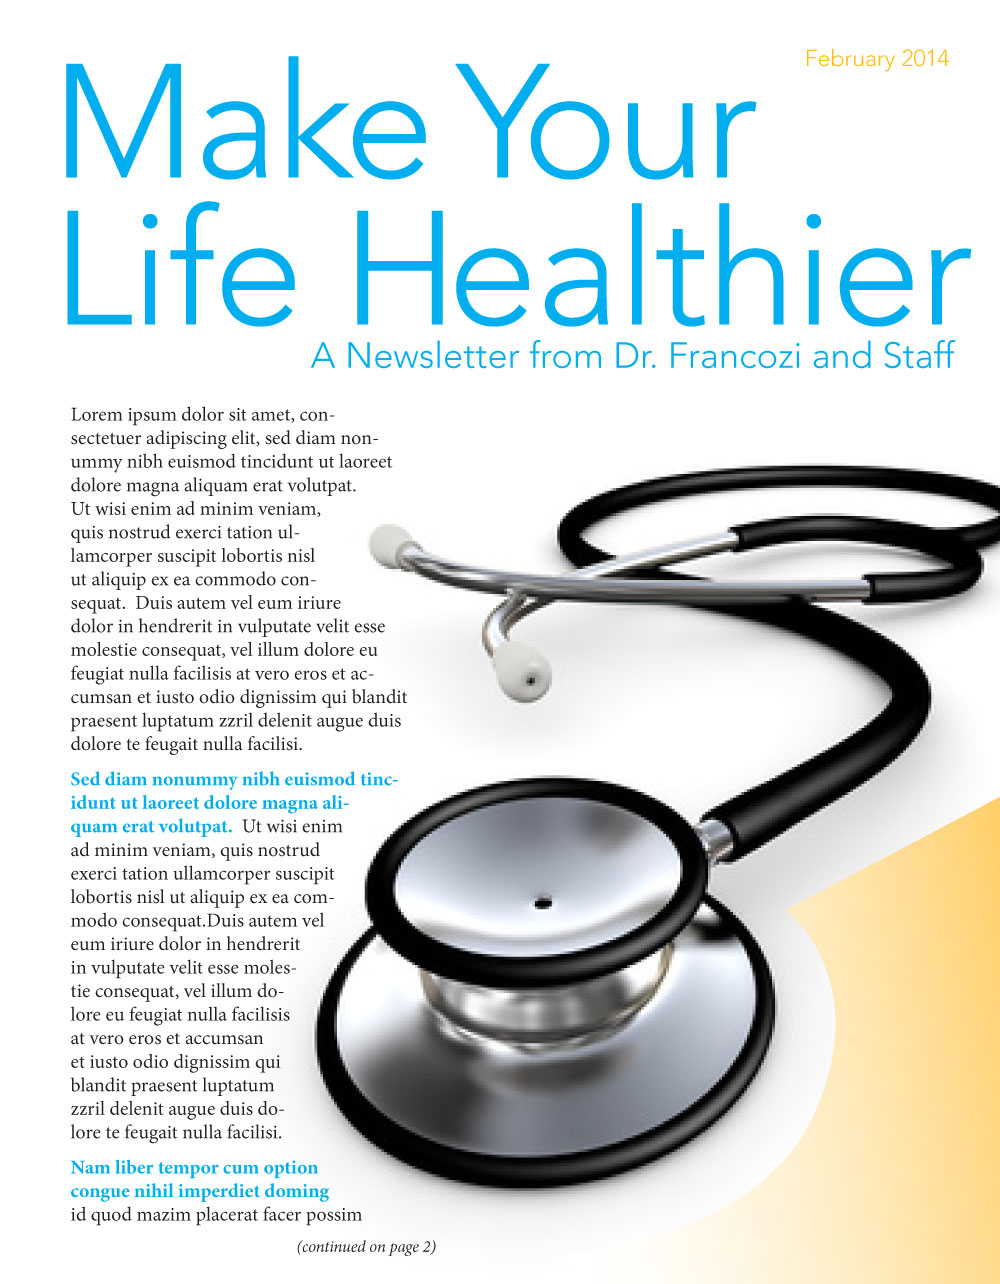 February 2014
Make Your
Life Healthier
A Newsletter from Dr. Francozi and Staff
Lorem ipsum dolor sit amet, con-
sectetuer adipiscing elit, sed diam non-
ummy nibh euismod tincidunt ut laoreet
dolore magna aliquam erat volutpat.
Ut wisi enim ad minim veniam,
quis nostrud exerci tation ul-
lamcorper suscipit lobortis nisl
ut aliquip ex ea commodo con-
sequat.  Duis autem vel eum iriure
dolor in hendrerit in vulputate velit esse
molestie consequat, vel illum dolore eu
feugiat nulla facilisis at vero eros et ac-
cumsan et iusto odio dignissim qui blandit
praesent luptatum zzril delenit augue duis
dolore te feugait nulla facilisi.
Sed diam nonummy nibh euismod tinc-
idunt ut laoreet dolore magna ali-
quam erat volutpat.  Ut wisi enim
ad minim veniam, quis nostrud
exerci tation ullamcorper suscipit
lobortis nisl ut aliquip ex ea com-
modo consequat.Duis autem vel
eum iriure dolor in hendrerit
in vulputate velit esse moles-
tie consequat, vel illum do-
lore eu feugiat nulla facilisis
at vero eros et accumsan
et iusto odio dignissim qui
blandit praesent luptatum
zzril delenit augue duis do-
lore te feugait nulla facilisi.
Nam liber tempor cum option
congue nihil imperdiet doming
id quod mazim placerat facer possim
(continued on page 2)